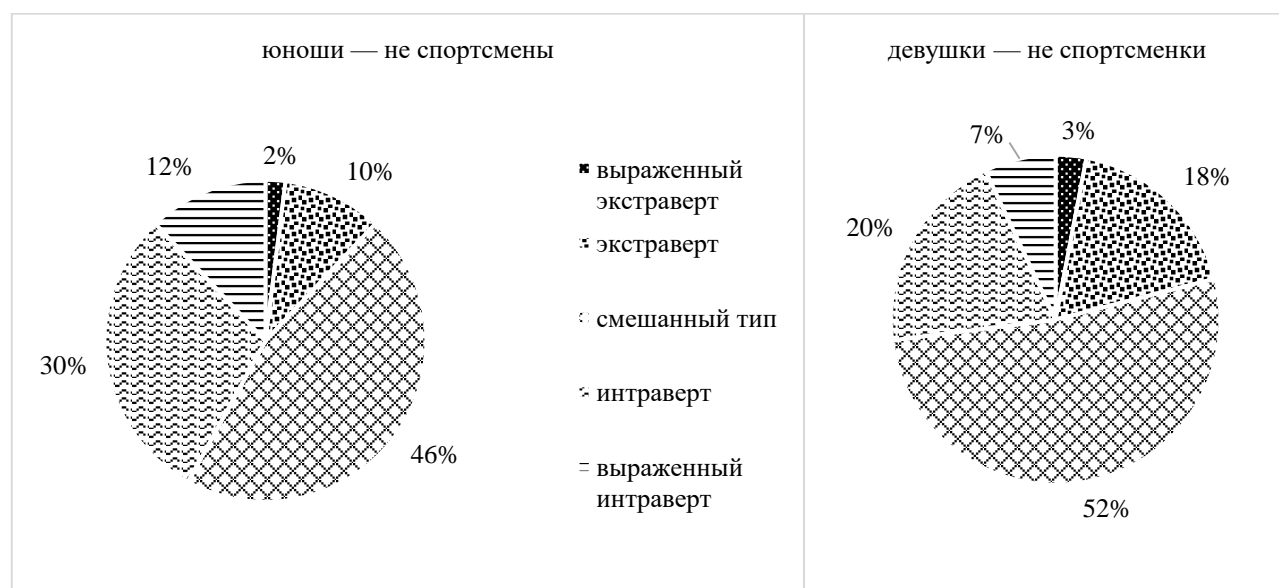 юноши — не спортсмены
2%
10%
46%
30%
12%
выраженный
экстраверт
экстраверт
смешанный тип
интраверт
выраженный
интраверт
девушки — не спортсменки
3%
18%
52%
20%
7%